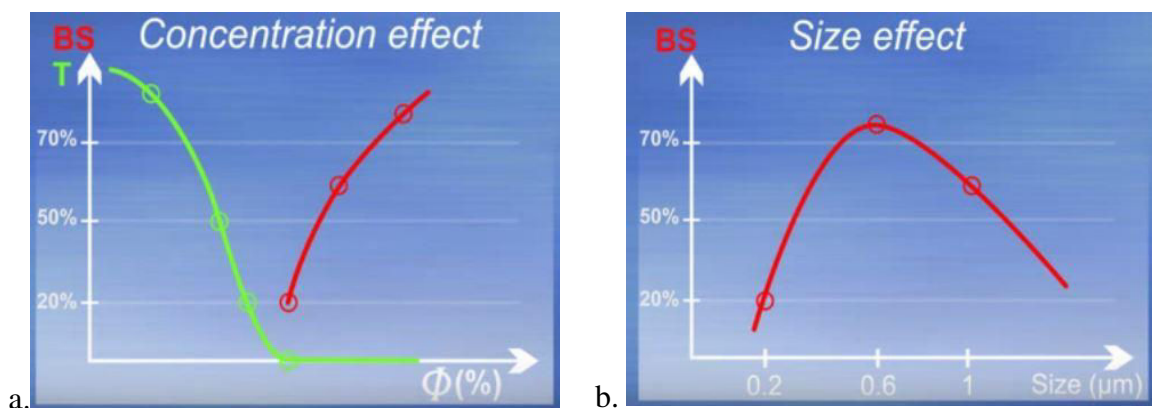 Concentration effect
BS
T
70%
50%
20%
Φ(%)
a.
Size effect
BS
70%
50%
20%
0.2 0.6 1 Size (µm)
b.